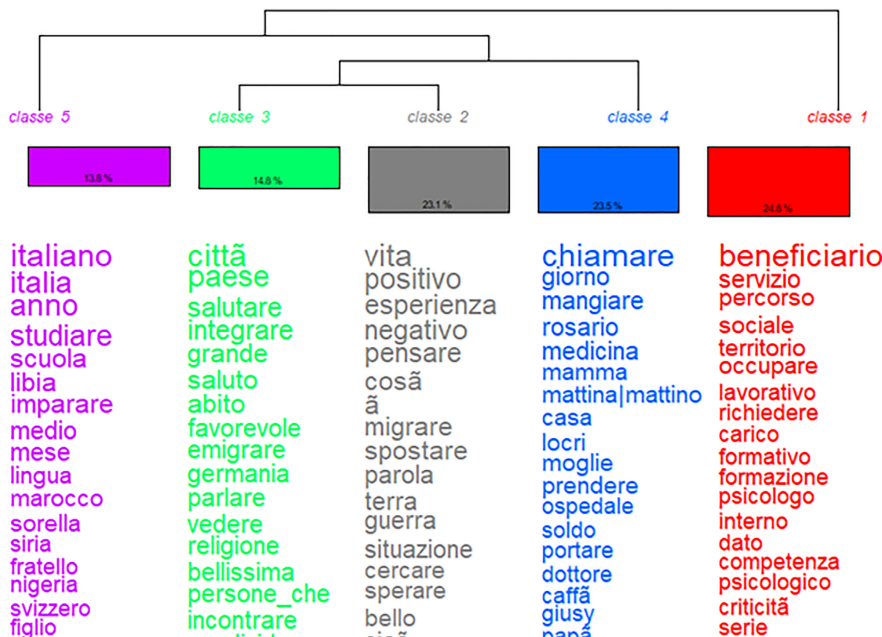 classe 5
classe 3
classe 2
classe 4
classe 1
13.8 %
14.8 %
23.1 %
23.5 %
24.8 %
italiano
italia
anno
studiare
scuola
libia
imparare
medio
mese
lingua
marocco
sorella
siria
fratello
nigeria
svizzero
figlio
cittã
paese
salutare
integrare
grande
saluto
abito
favorevole
emigrare
germania
parlare
vedere
religione
bellissima
persone_che
incontrare
vita
positivo
esperienza
negativo
pensare
cosã
ã
migrare
spostare
parola
terra
guerra
situazione
cercare
sperare
bello
chiamare
giorno
mangiare
rosario
medicina
mamma
mattina|mattino
casa
locri
moglie
prendere
ospedale
soldo
portare
dottore
caffã
giusy
papã
beneficiario
servizio
percorso
sociale
territorio
occupare
lavorativo
richiedere
carico
formativo
formazione
psicologo
interno
dato
competenza
psicologico
criticitã
serie